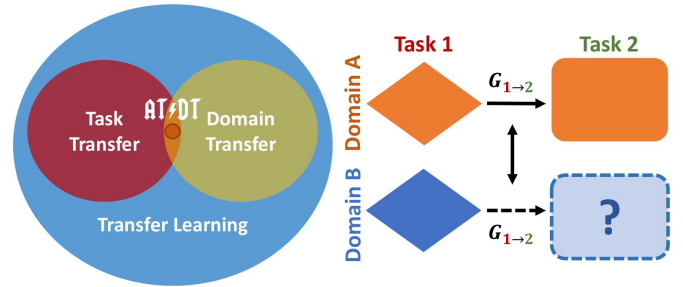 AT⚡DT
Task
Transfer
Domain
Transfer
Transfer Learning
Task 1
Task 2
Domain A
G1→2
Domain B
G1→2
?